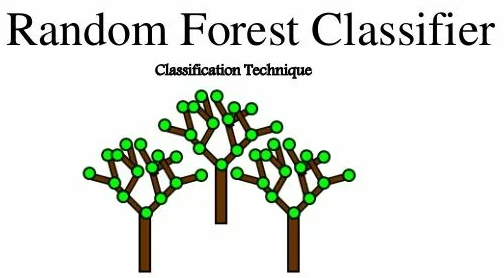 Random Forest Classifier
Classification Technique